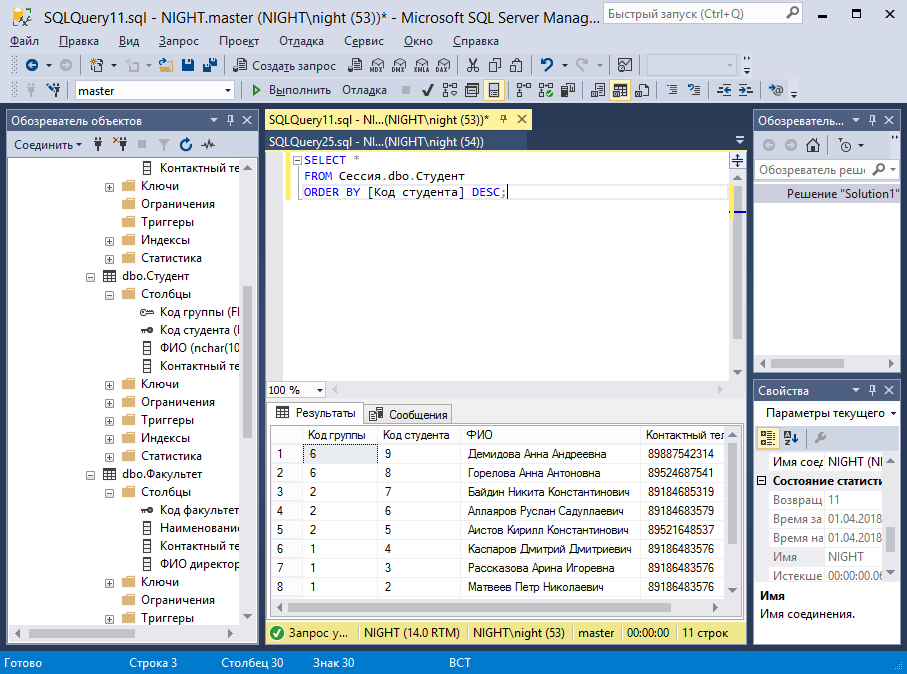 SQLQuery11.sql - NIGHT.master (NIGHT\night (53))* - Microsoft SQL Server Manag...
Быстрый запуск (Ctrl+Q)
Файл Правка Вид Запрос Проект Отладка Сервис Окно Справка
Создать запрос
MDX DMX XMLA DAX
master
Выполнить Отладка
Обозреватель объектов
Соединить
Контактный те
Ключи
Ограничения
Триггеры
Индексы
Статистика
dbo.Студент
Столбцы
Код группы (F
Код студента (
ФИО (nchar(10
Контактный те
Ключи
Ограничения
Триггеры
Индексы
Статистика
dbo.Факультет
Столбцы
Код факультет
Наименовани
Контактный те
ФИО директор
Ключи
Ограничения
Триггеры
SQLQuery11.sql - NI...(NIGHT\night (53))*
SQLQuery25.sql - NI...(NIGHT\night (54))
SELECT *
FROM Сессия.dbo.Студент
ORDER BY [Код студента] DESC;
100 %
Результаты Сообщения
Код группы Код студента ФИО Контактный тел
1 6 9 Демидова Анна Андреевна 89887542314
2 6 8 Горелова Анна Антоновна 89524687541
3 2 7 Байдин Никита Константинович 89184685319
4 2 6 Аллаяров Руслан Садуллаевич 89184683579
5 2 5 Аистов Кирилл Константинович 89521648537
6 1 4 Каспаров Дмитрий Дмитриевич 89186483576
7 1 3 Рассказова Арина Игоревна 89186483576
8 1 2 Матвеев Петр Николаевич 89186483576
Запрос у... NIGHT (14.0 RTM) NIGHT\night (53) master 00:00:00 11 строк
Обозреватель...
Обозреватель реше
Решение "Solution1"
Свойства
Параметры текущего
Имя соед NIGHT (NI
Состояние статисти
Возвращ 11
Время за 01.04.2018
Время на 01.04.2018
Имя NIGHT
Истекше 00:00:00.06
Имя
Имя соединения.
Готово Строка 3 Столбец 30 Знак 30 ВСТ